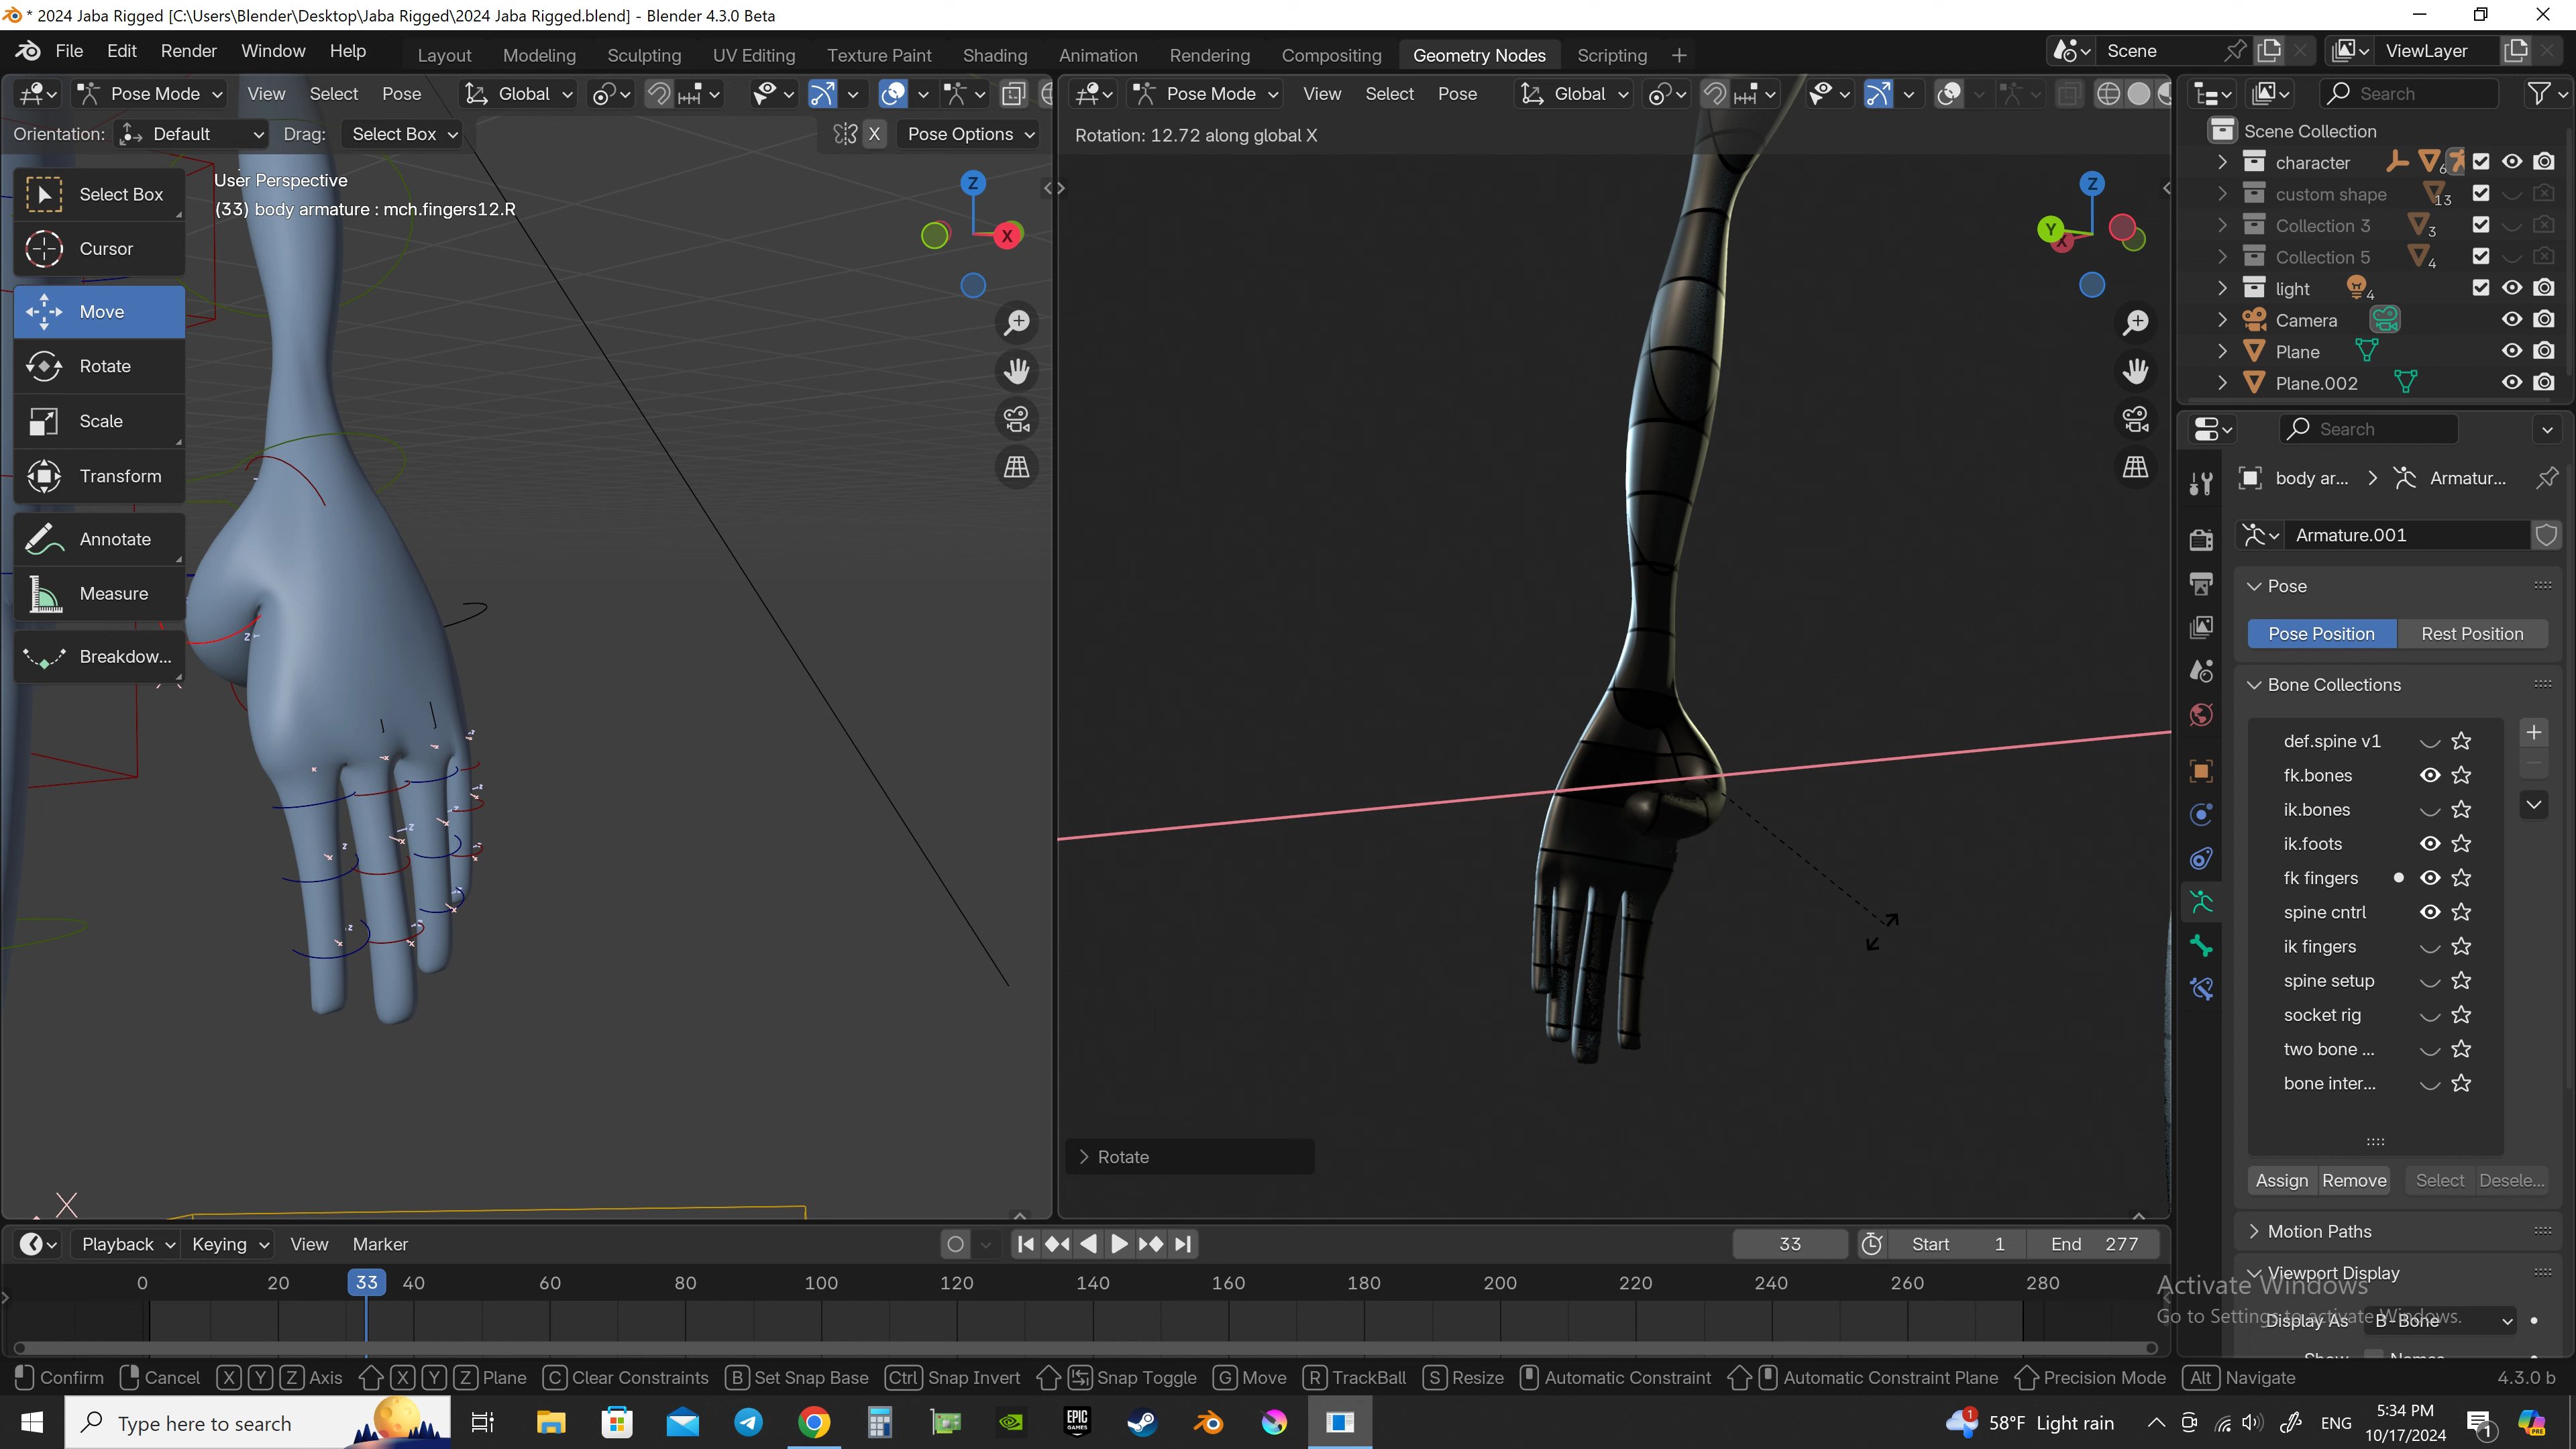 * 2024 Jaba Rigged [C:\Users\Blender\Desktop\Jaba Rigged\2024 Jaba Rigged.blend] - Blender 4.3.0 Beta
File Edit Render Window Help Layout Modeling Sculpting UV Editing Texture Paint Shading Animation Rendering Compositing Geometry Nodes Scripting + Scene ViewLayer
Pose Mode View Select Pose Global
Orientation: Default Drag: Select Box X Pose Options
User Perspective
(33) body armature : mch.fingers12.R
Select Box
Cursor
Move
Rotate
Scale
Transform
Annotate
Measure
Breakdow...
Z
X
Pose Mode View Select Pose Global
Rotation: 12.72 along global X
Z
Y
X
Rotate
Search
Scene Collection
character 6
custom shape 13
Collection 3 3
Collection 5 4
light 4
Camera
Plane
Plane.002
Search
body ar... > Armatur...
Armature.001
Pose
Pose Position Rest Position
Bone Collections
def.spine v1
fk.bones
ik.bones
ik.foots
fk fingers
spine cntrl
ik fingers
spine setup
socket rig
two bone ...
bone inter...
Assign Remove Select Desele...
Motion Paths
Viewport Display
Display As B-Bone
Activate Windows
Go to Settings to activate Windows.
Playback Keying View Marker 33 Start 1 End 277
0 20 33 40 60 80 100 120 140 160 180 200 220 240 260 280
Confirm Cancel X Y Z Axis X Y Z Plane C Clear Constraints B Set Snap Base Ctrl Snap Invert Snap Toggle G Move R TrackBall S Resize Automatic Constraint Automatic Constraint Plane Precision Mode Alt Navigate 4.3.0 b
Type here to search
EPIC GAMES
1 58°F Light rain ENG
5:34 PM
10/17/2024
1
PRE